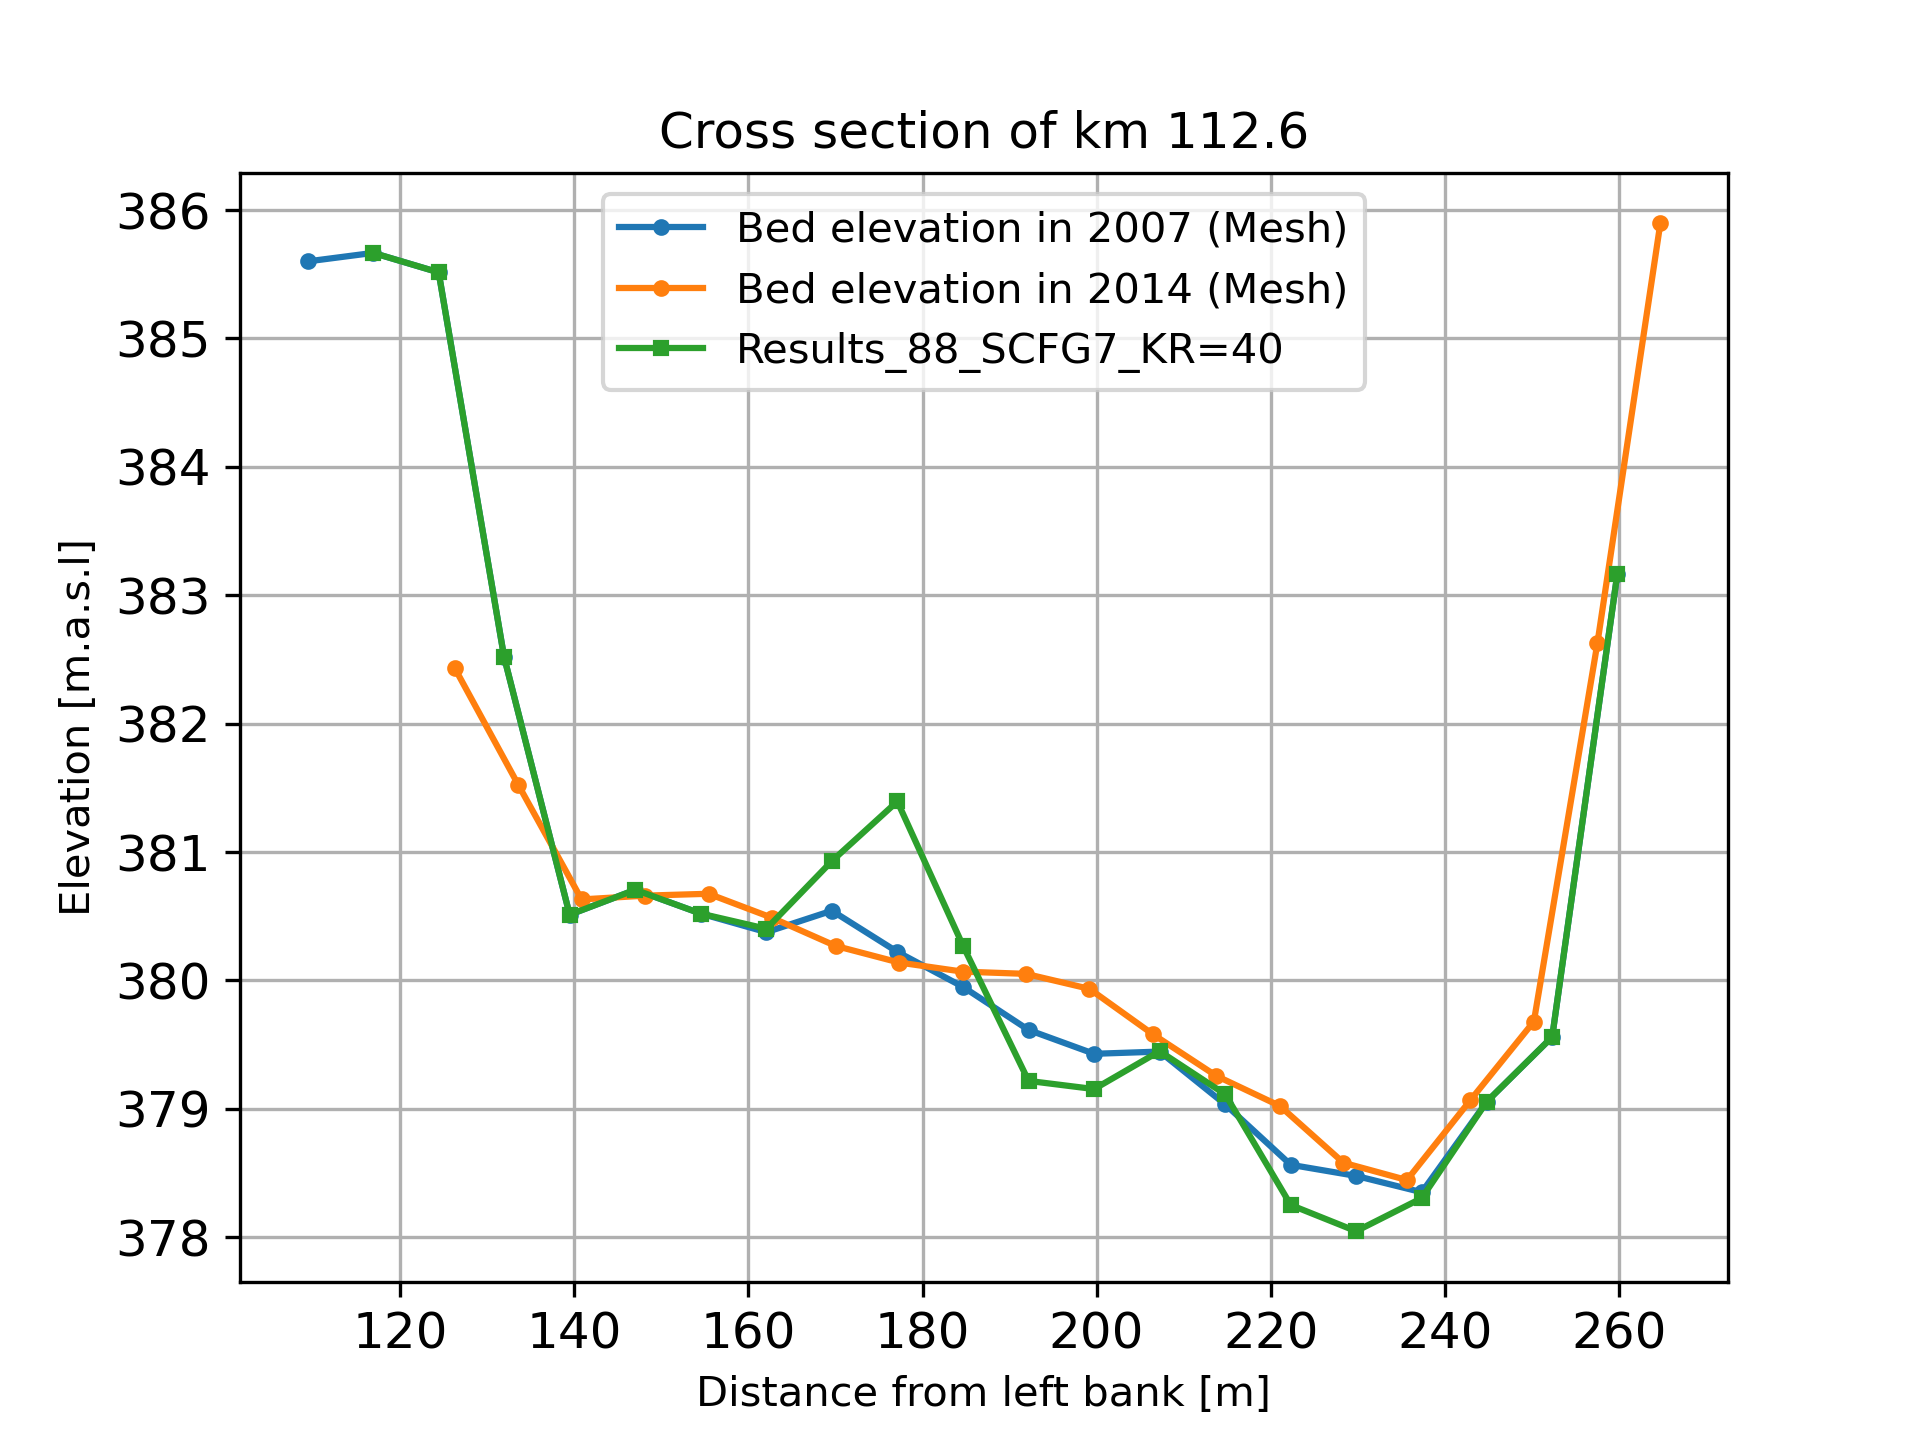 Cross section of km 112.6
Bed elevation in 2007 (Mesh)
Bed elevation in 2014 (Mesh)
Results_88_SCFG7_KR=40
386
385
384
383
382
381
380
379
378
Elevation [m.a.s.l]
120 140 160 180 200 220 240 260
Distance from left bank [m]